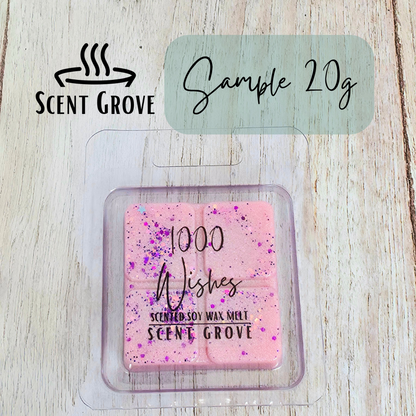 SCENT GROVE
Sample 20g
1000
Wishes
SCENTED SOY WAX MELT
SCENT GROVE